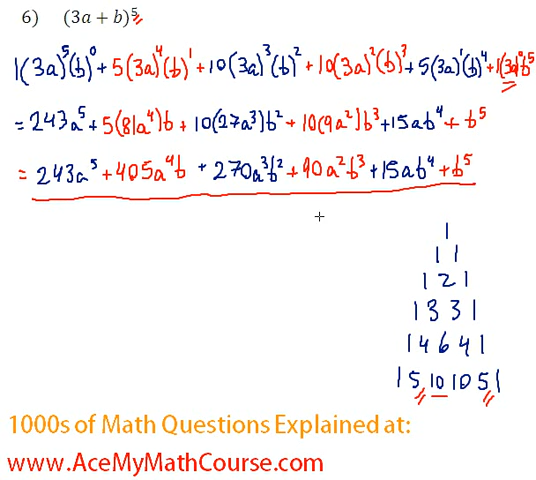 6) (3a + b)⁵
1(3a)⁵(b)⁰ + 5(3a)⁴(b)¹ + 10(3a)³(b)² + 10(3a)²(b)³ + 5(3a)¹(b)⁴ + 1(3a)⁰b⁵
= 243a⁵ + 5(81a⁴)b + 10(27a³)b² + 10(9a²)b³ + 15ab⁴ + b⁵
= 243a⁵ + 405a⁴b + 270a³b² + 90a²b³ + 15ab⁴ + b⁵
1
1 1
1 2 1
1 3 3 1
1 4 6 4 1
1 5 10 10 5 1
1000s of Math Questions Explained at:
www.AceMyMathCourse.com